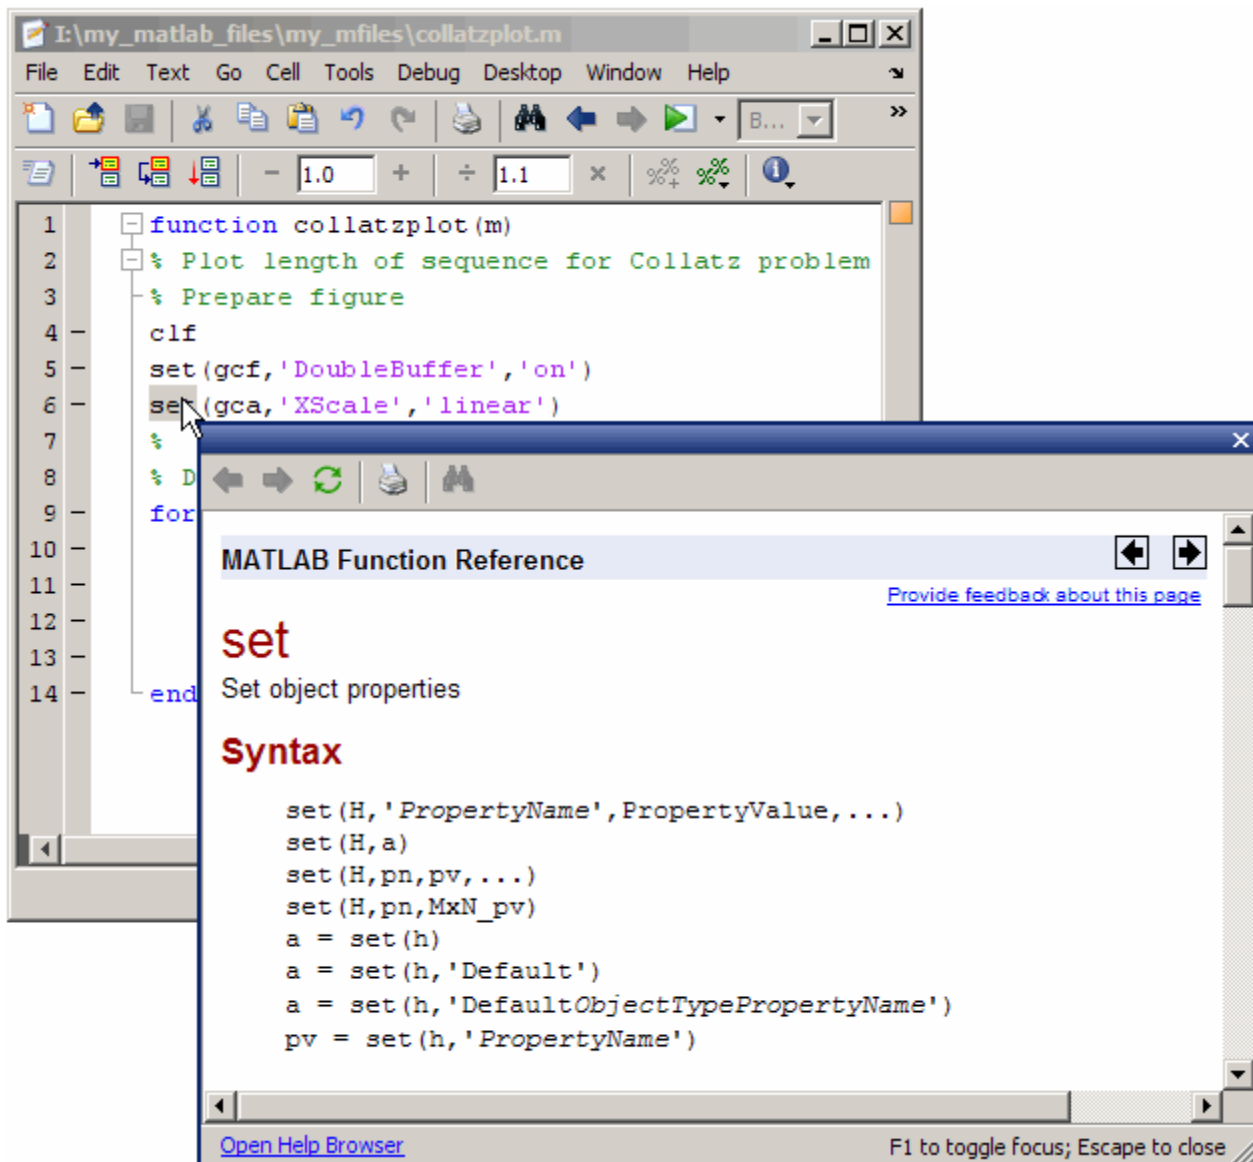 I:\my_matlab_files\my_mfiles\collatzplot.m
File Edit Text Go Cell Tools Debug Desktop Window Help
B...
- 1.0 + ÷ 1.1 ×
1 function collatzplot(m)
2 % Plot length of sequence for Collatz problem
3 % Prepare figure
4 - clf
5 - set(gcf,'DoubleBuffer','on')
6 - set(gca,'XScale','linear')
7 %
8 % D
9 - for
10 -
11 -
12 -
13 -
14 - end
MATLAB Function Reference
Provide feedback about this page
set
Set object properties
Syntax
set(H,'PropertyName',PropertyValue,...)
set(H,a)
set(H,pn,pv,...)
set(H,pn,MxN_pv)
a = set(h)
a = set(h,'Default')
a = set(h,'DefaultObjectTypePropertyName')
pv = set(h,'PropertyName')
Open Help Browser F1 to toggle focus; Escape to close